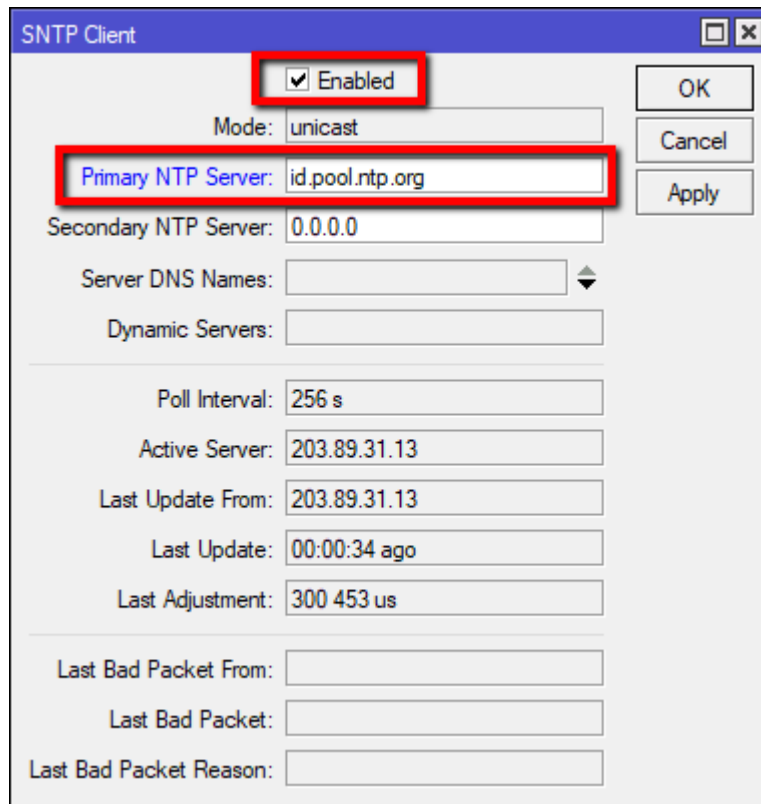 SNTP Client
Enabled
OK
Mode: unicast
Cancel
Primary NTP Server: id.pool.ntp.org
Apply
Secondary NTP Server: 0.0.0.0
Server DNS Names:
Dynamic Servers:
Poll Interval: 256 s
Active Server: 203.89.31.13
Last Update From: 203.89.31.13
Last Update: 00:00:34 ago
Last Adjustment: 300 453 us
Last Bad Packet From:
Last Bad Packet:
Last Bad Packet Reason: